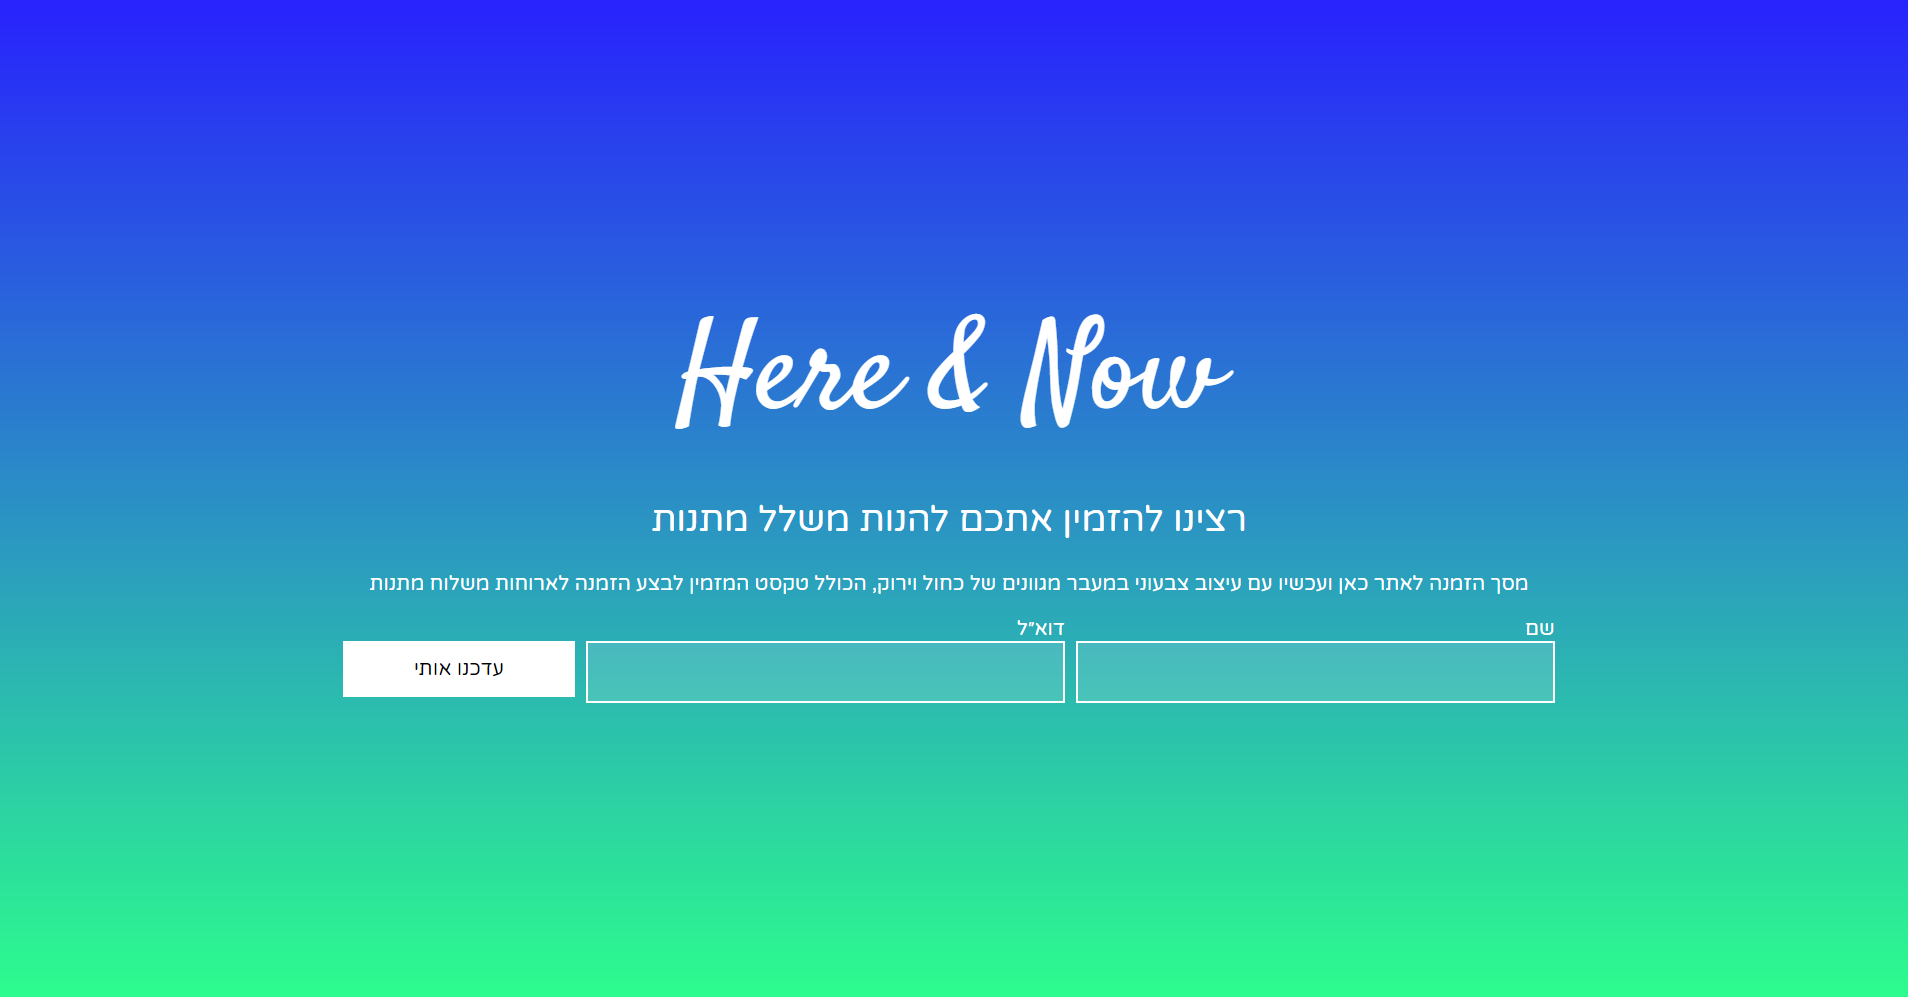 Here & Now
רצינו להזמין אתכם להנות משלל מתנות
מסך הזמנה לאתר כאן ועכשיו עם עיצוב צבעוני במעבר מגוונים של כחול וירוק, הכולל טקסט המזמין לבצע הזמנה לארוחות משלוח מתנות
שם
דוא"ל
עדכנו אותי